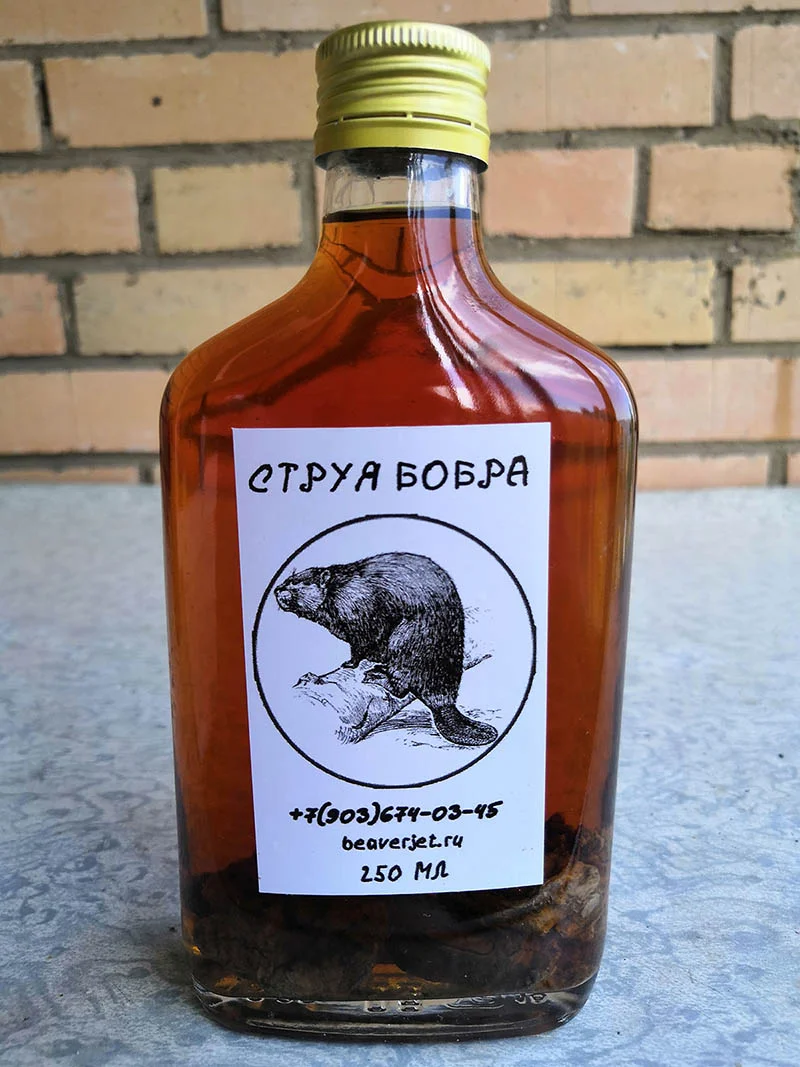 СТРУЯ БОБРА
+7(903)674-03-45
beaverjet.ru
250 МЛ